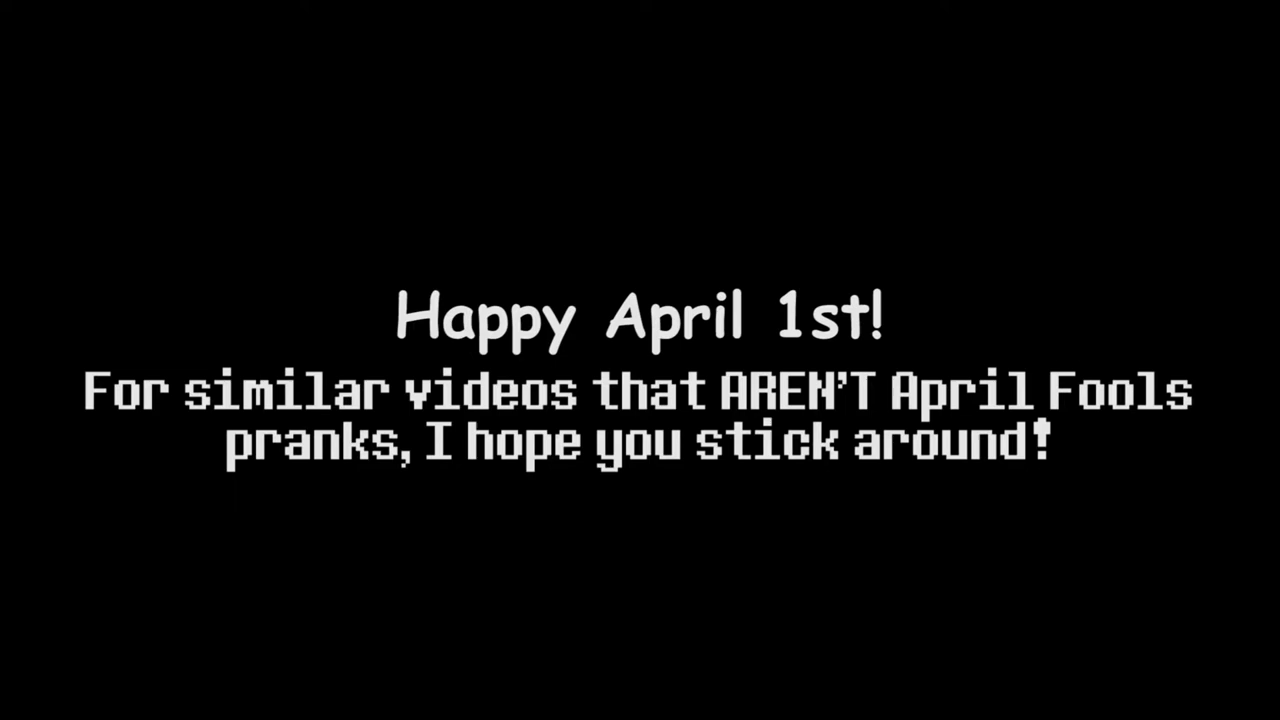 Happy April 1st!
For similar videos that AREN'T April Fools
pranks, I hope you stick around!